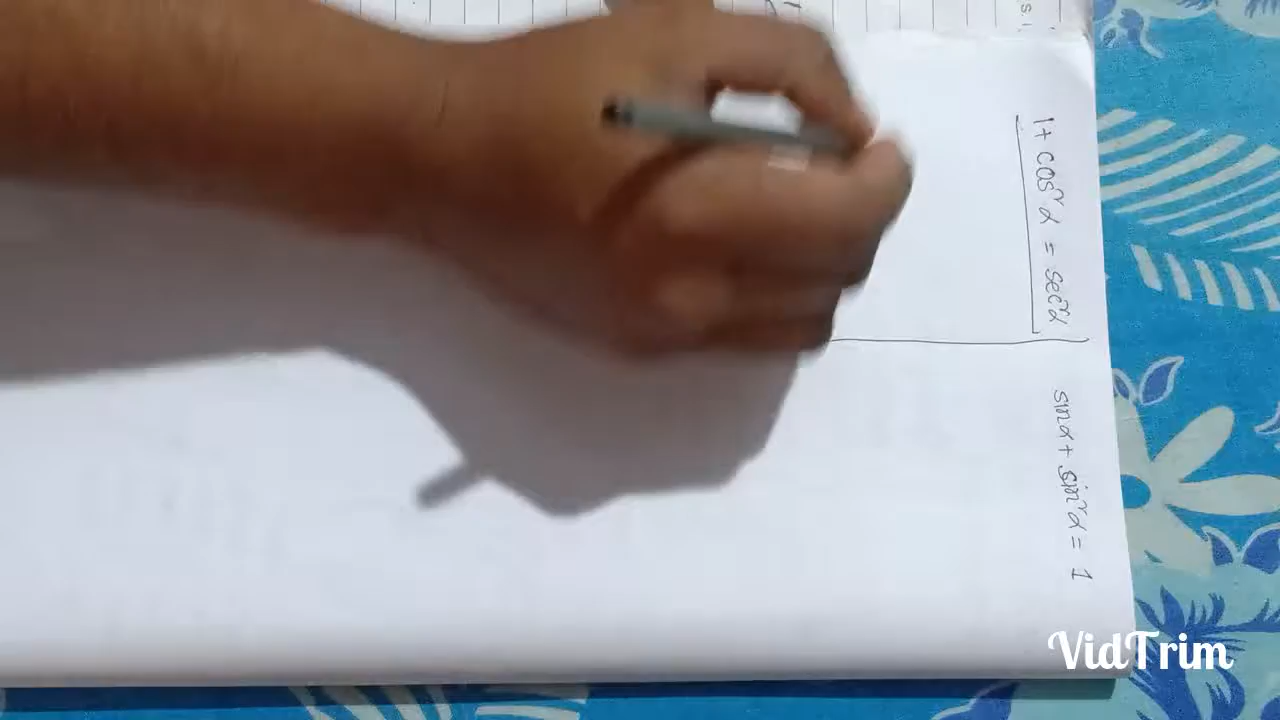 1 + cos²α = sec²α
sinα + sin²α = 1
VidTrim